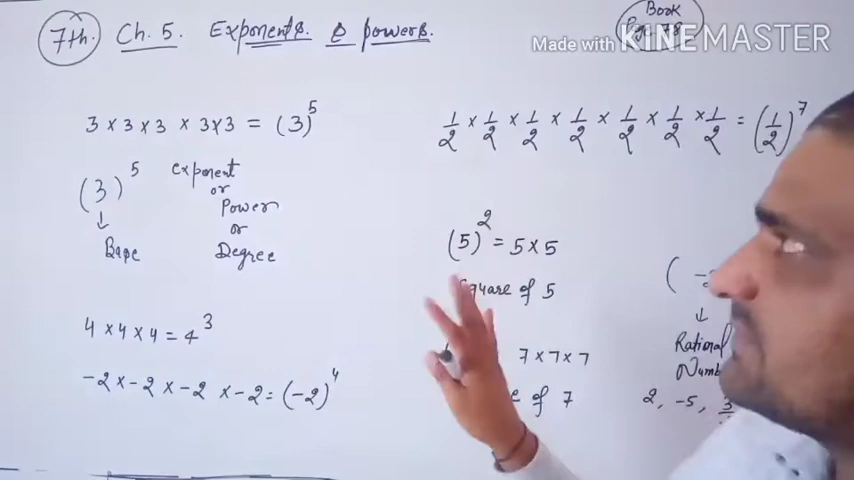 7th. Ch. 5. Exponents. & powers.
Book
Made with KINEMASTER
3 × 3 × 3 × 3 × 3 = (3)^5
(3)^5 exponent
or
Power
or
Base Degree
4 × 4 × 4 = 4^3
-2 × -2 × -2 × -2 = (-2)^4
1/2 × 1/2 × 1/2 × 1/2 × 1/2 × 1/2 × 1/2 = (1/2)^7
(5)^2 = 5 × 5
Square of 5
7 × 7 × 7
of 7
Rational
2, -5, 3